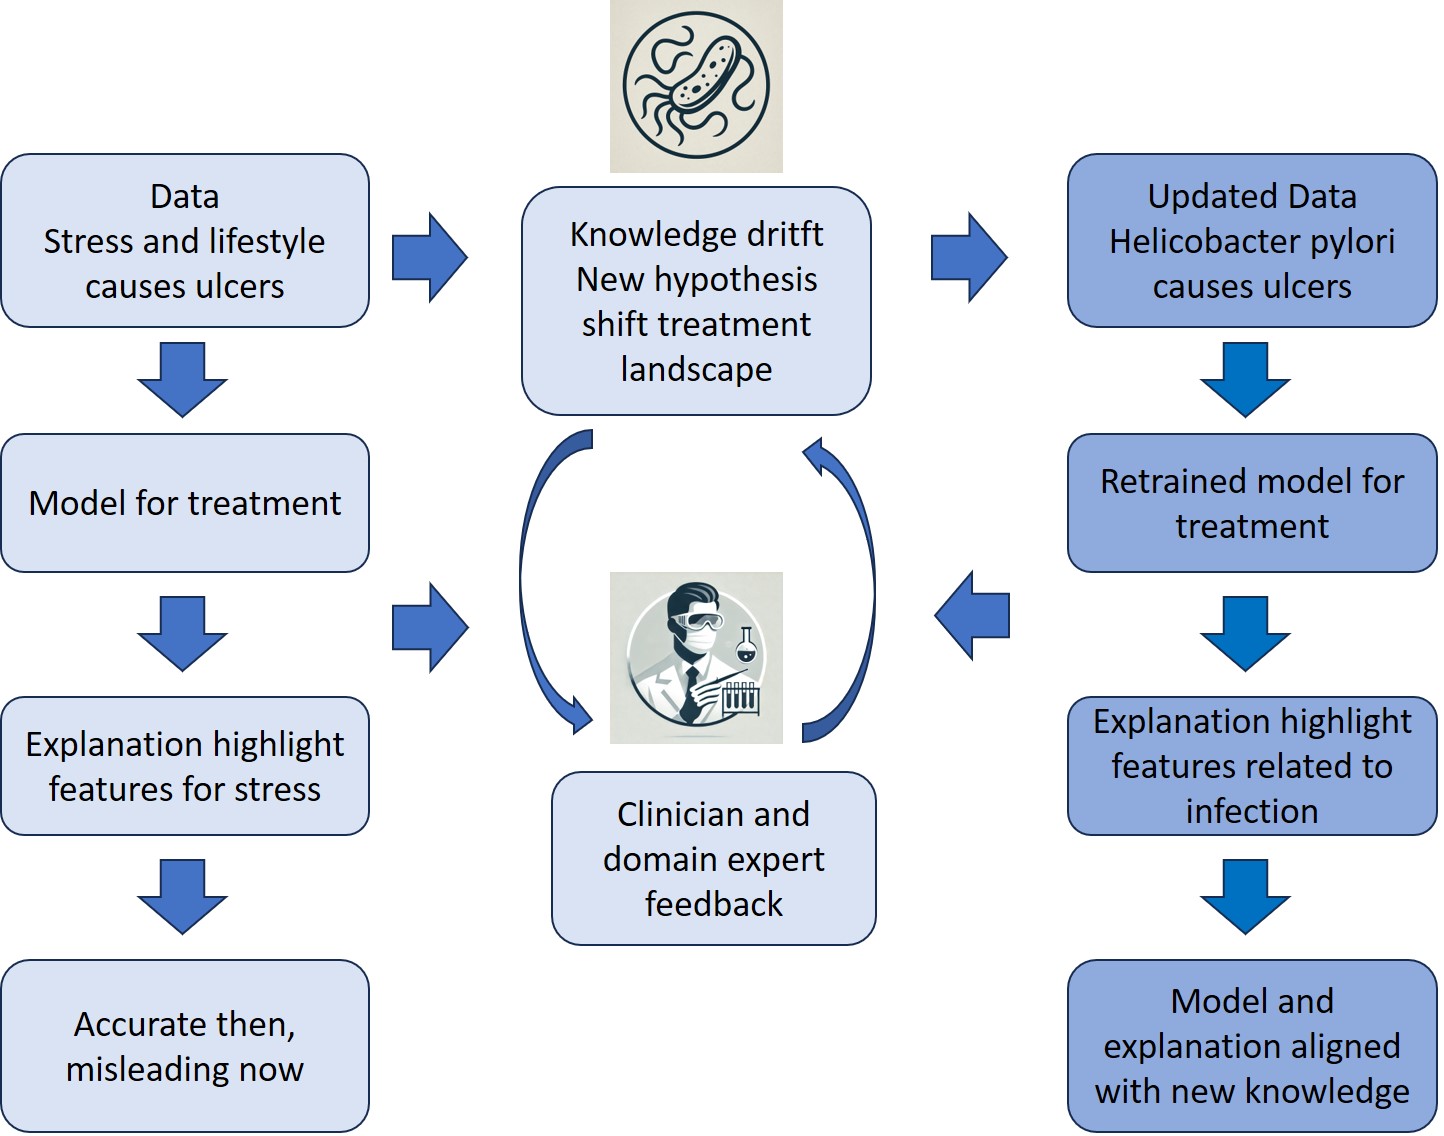 Data
Stress and lifestyle
causes ulcers
Model for treatment
Explanation highlight
features for stress
Accurate then,
misleading now
Knowledge dritft
New hypothesis
shift treatment
landscape
Clinician and
domain expert
feedback
Updated Data
Helicobacter pylori
causes ulcers
Retrained model for
treatment
Explanation highlight
features related to
infection
Model and
explanation aligned
with new knowledge